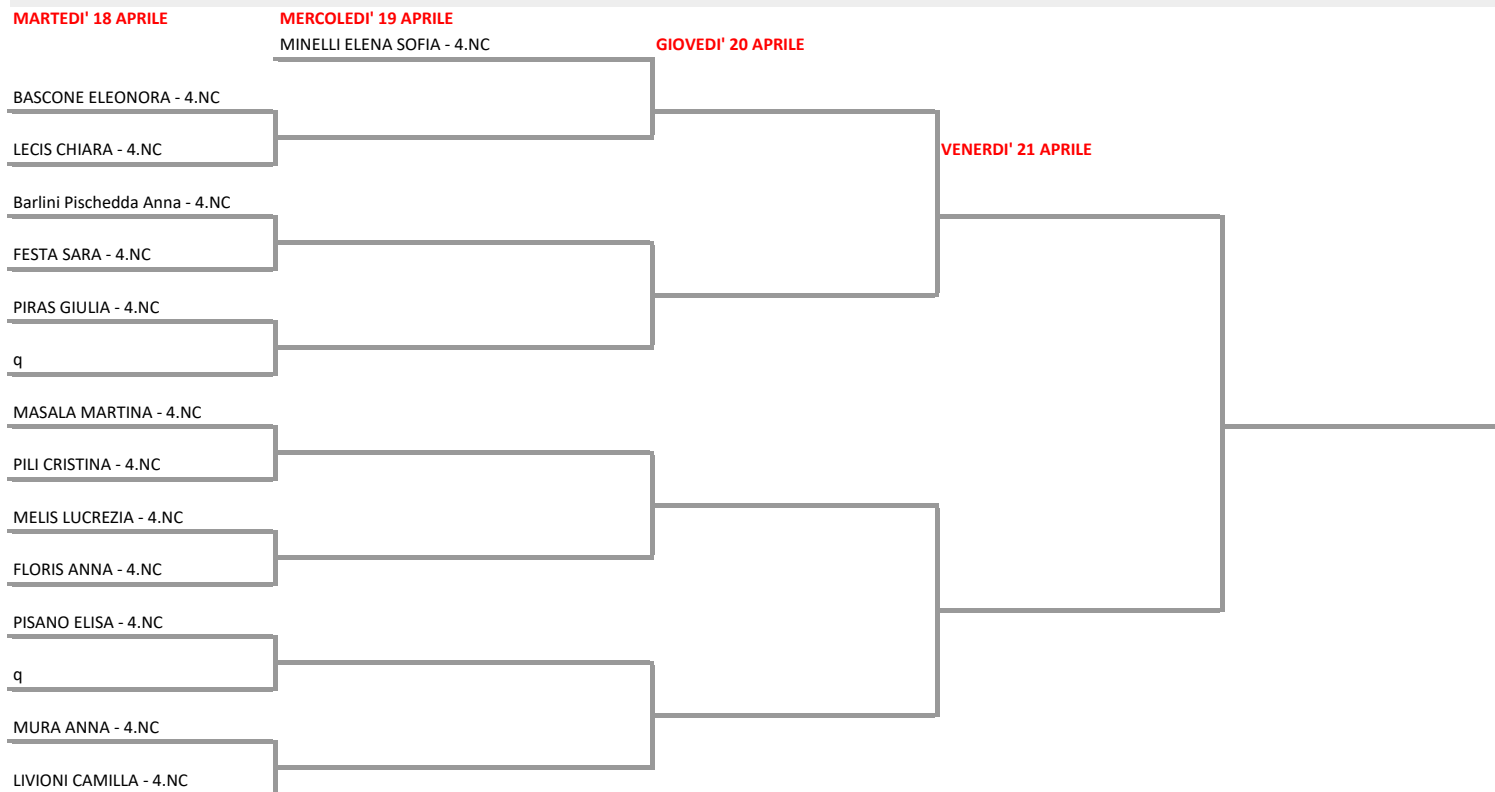 MARTEDI' 18 APRILE
MERCOLEDI' 19 APRILE
MINELLI ELENA SOFIA - 4.NC
GIOVEDI' 20 APRILE
BASCONE ELEONORA - 4.NC
LECIS CHIARA - 4.NC
VENERDI' 21 APRILE
Barlini Pischedda Anna - 4.NC
FESTA SARA - 4.NC
PIRAS GIULIA - 4.NC
q
MASALA MARTINA - 4.NC
PILI CRISTINA - 4.NC
MELIS LUCREZIA - 4.NC
FLORIS ANNA - 4.NC
PISANO ELISA - 4.NC
q
MURA ANNA - 4.NC
LIVIONI CAMILLA - 4.NC